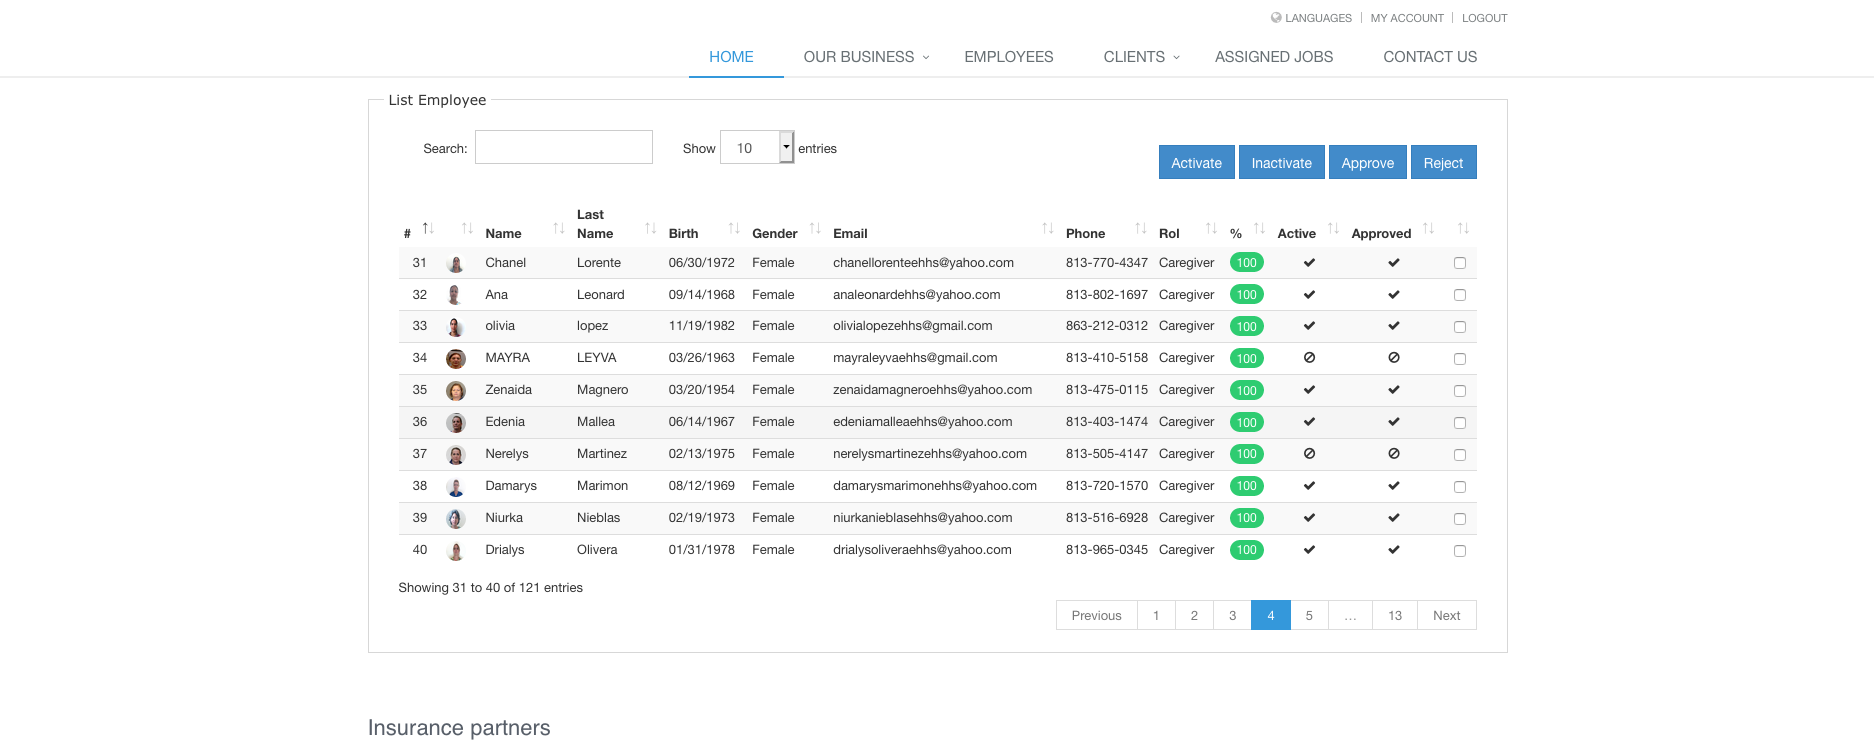 LANGUAGES MY ACCOUNT LOGOUT
HOME OUR BUSINESS EMPLOYEES CLIENTS ASSIGNED JOBS CONTACT US
List Employee
Search: Show 10 entries
Activate Inactivate Approve Reject
# Name Last Name Birth Gender Email Phone Rol % Active Approved
31 Chanel Lorente 06/30/1972 Female chanellorenteehhs@yahoo.com 813-770-4347 Caregiver 100
32 Ana Leonard 09/14/1968 Female analeonardehhs@yahoo.com 813-802-1697 Caregiver 100
33 olivia lopez 11/19/1982 Female olivialopezehhs@gmail.com 863-212-0312 Caregiver 100
34 MAYRA LEYVA 03/26/1963 Female mayraleyvaehhs@gmail.com 813-410-5158 Caregiver 100
35 Zenaida Magnero 03/20/1954 Female zenaidamagneroehhs@yahoo.com 813-475-0115 Caregiver 100
36 Edenia Mallea 06/14/1967 Female edeniamalleaehhs@yahoo.com 813-403-1474 Caregiver 100
37 Nerelys Martinez 02/13/1975 Female nerelysmartinezehhs@yahoo.com 813-505-4147 Caregiver 100
38 Damarys Marimon 08/12/1969 Female damarysmarimonehhs@yahoo.com 813-720-1570 Caregiver 100
39 Niurka Nieblas 02/19/1973 Female niurkanieblasehhs@yahoo.com 813-516-6928 Caregiver 100
40 Drialys Olivera 01/31/1978 Female drialysoliveraehhs@yahoo.com 813-965-0345 Caregiver 100
Showing 31 to 40 of 121 entries
Previous 1 2 3 4 5 … 13 Next
Insurance partners